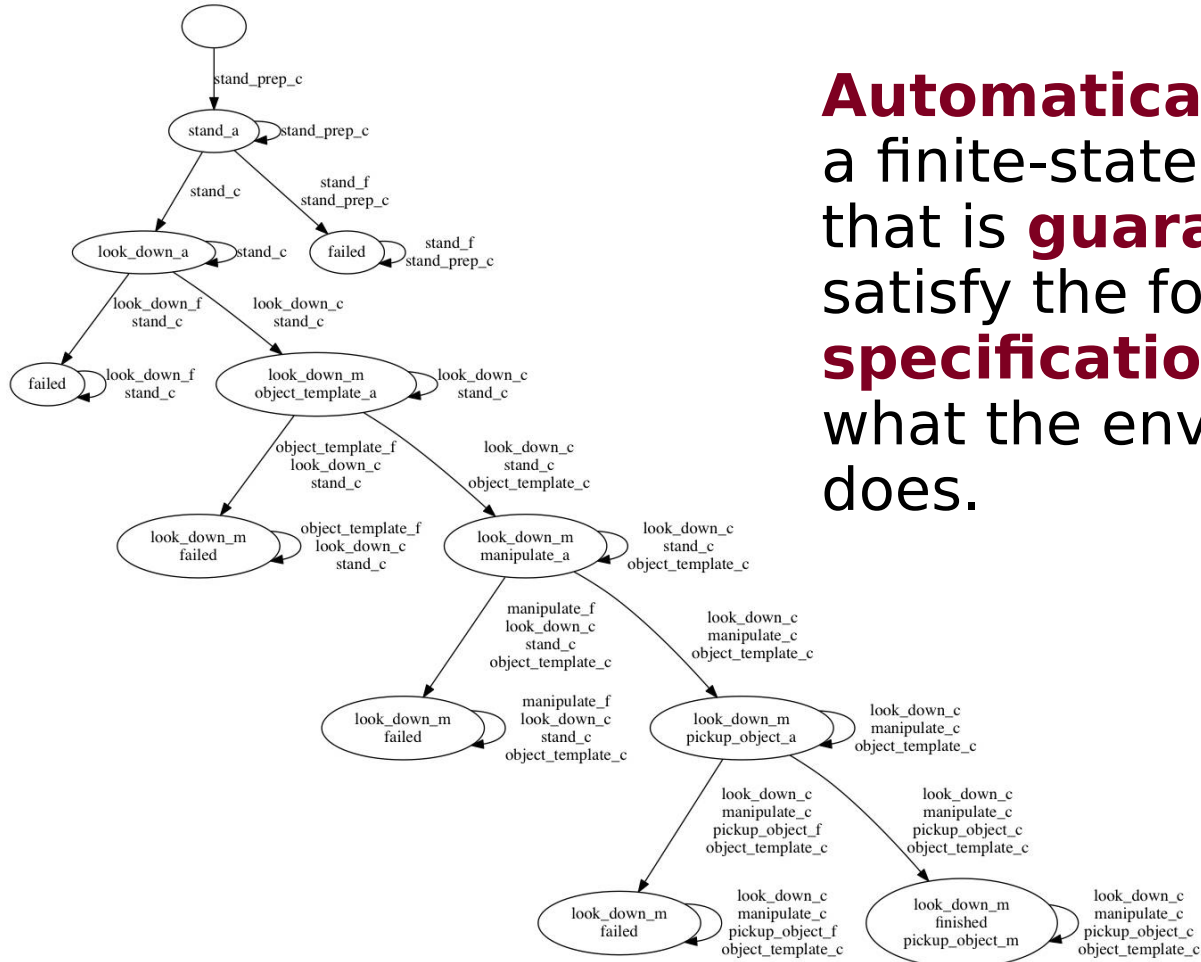 stand_prep_c
stand_a
stand_prep_c
stand_c
stand_f
stand_prep_c
look_down_a
stand_c
failed
stand_f
stand_prep_c
look_down_f
stand_c
look_down_c
stand_c
failed
look_down_f
stand_c
look_down_m
object_template_a
look_down_c
stand_c
object_template_f
look_down_c
stand_c
look_down_c
stand_c
object_template_c
look_down_m
failed
object_template_f
look_down_c
stand_c
look_down_m
manipulate_a
look_down_c
stand_c
object_template_c
manipulate_f
look_down_c
stand_c
object_template_c
look_down_c
manipulate_c
object_template_c
look_down_m
failed
manipulate_f
look_down_c
stand_c
object_template_c
look_down_m
pickup_object_a
look_down_c
manipulate_c
object_template_c
look_down_c
manipulate_c
pickup_object_f
object_template_c
look_down_c
manipulate_c
pickup_object_c
object_template_c
look_down_m
failed
look_down_c
manipulate_c
pickup_object_f
object_template_c
look_down_m
finished
pickup_object_m
look_down_c
manipulate_c
pickup_object_c
object_template_c
Automatica
a finite-state
that is guara
satisfy the fo
specificatio
what the env
does.